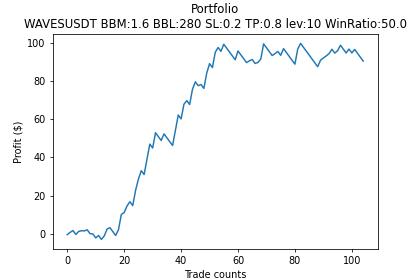 Portfolio
WAVESUSDT BBM:1.6 BBL:280 SL:0.2 TP:0.8 lev:10 WinRatio:50.0
100
80
60
40
20
0
Profit ($)
0 20 40 60 80 100
Trade counts